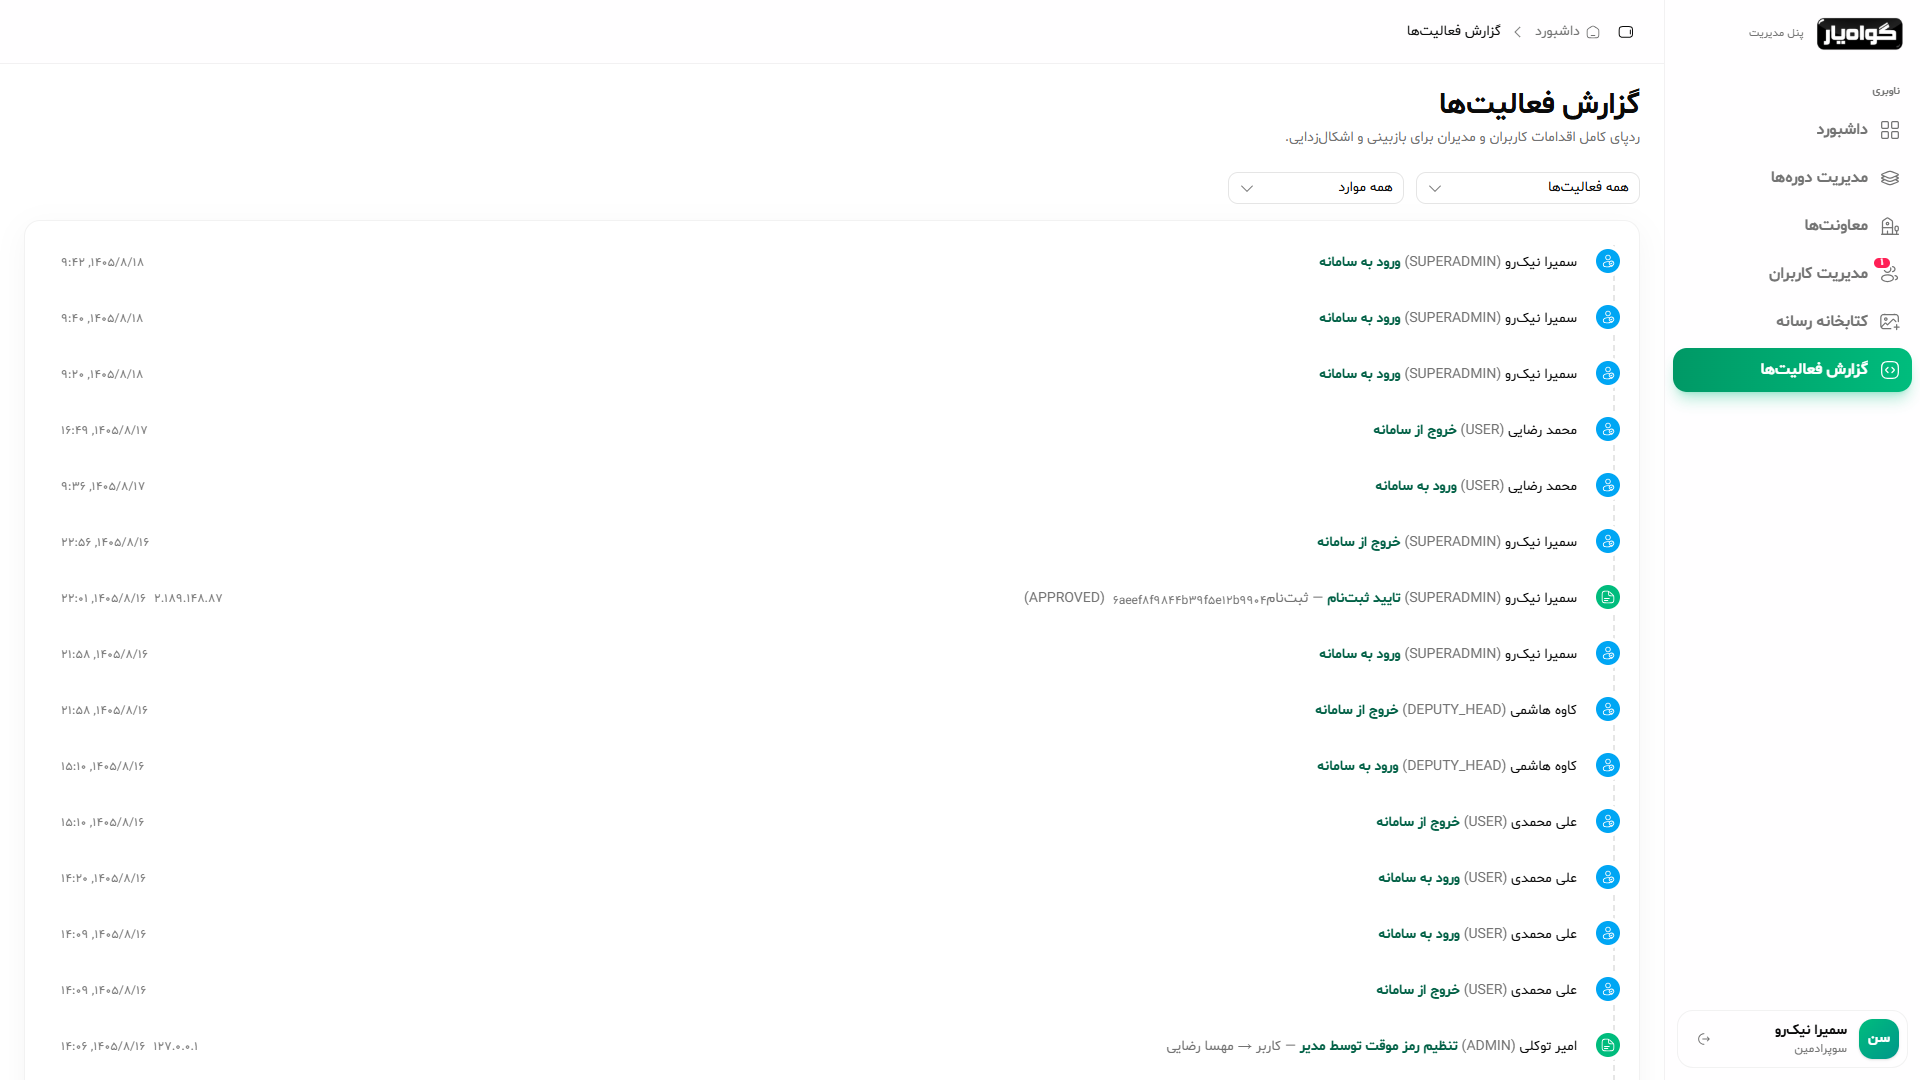 گواه‌یار
پنل مدیریت
ناوبری
داشبورد
مدیریت دوره‌ها
معاونت‌ها
مدیریت کاربران
۱
کتابخانه رسانه
گزارش فعالیت‌ها
سن
سمیرا نیک‌رو
سوپرادمین
داشبورد
گزارش فعالیت‌ها
گزارش فعالیت‌ها
ردپای کامل اقدامات کاربران و مدیران برای بازبینی و اشکال‌زدایی.
همه فعالیت‌ها
همه موارد
سمیرا نیک‌رو (SUPERADMIN) ورود به سامانه ۱۴۰۵/۸/۱۸, ۹:۴۲
سمیرا نیک‌رو (SUPERADMIN) ورود به سامانه ۱۴۰۵/۸/۱۸, ۹:۴۰
سمیرا نیک‌رو (SUPERADMIN) ورود به سامانه ۱۴۰۵/۸/۱۸, ۹:۲۰
محمد رضایی (USER) خروج از سامانه ۱۴۰۵/۸/۱۷, ۱۶:۴۹
محمد رضایی (USER) ورود به سامانه ۱۴۰۵/۸/۱۷, ۹:۳۶
سمیرا نیک‌رو (SUPERADMIN) خروج از سامانه ۱۴۰۵/۸/۱۶, ۲۲:۵۶
سمیرا نیک‌رو (SUPERADMIN) تایید ثبت‌نام — ثبت‌نام ۶aeef۸f۹۸۴۴b۳۹f۵e۱۲b۹۹۰۴ (APPROVED) ۲.۱۸۹.۱۴۸.۸۷ ۱۴۰۵/۸/۱۶, ۲۲:۰۱
سمیرا نیک‌رو (SUPERADMIN) ورود به سامانه ۱۴۰۵/۸/۱۶, ۲۱:۵۸
کاوه هاشمی (DEPUTY_HEAD) خروج از سامانه ۱۴۰۵/۸/۱۶, ۲۱:۵۸
کاوه هاشمی (DEPUTY_HEAD) ورود به سامانه ۱۴۰۵/۸/۱۶, ۱۵:۱۰
علی محمدی (USER) خروج از سامانه ۱۴۰۵/۸/۱۶, ۱۵:۱۰
علی محمدی (USER) ورود به سامانه ۱۴۰۵/۸/۱۶, ۱۴:۲۰
علی محمدی (USER) ورود به سامانه ۱۴۰۵/۸/۱۶, ۱۴:۰۹
علی محمدی (USER) خروج از سامانه ۱۴۰۵/۸/۱۶, ۱۴:۰۹
امیر توکلی (ADMIN) تنظیم رمز موقت توسط مدیر — کاربر → مهسا رضایی ۱۲۷.۰.۰.۱ ۱۴۰۵/۸/۱۶, ۱۴:۰۶